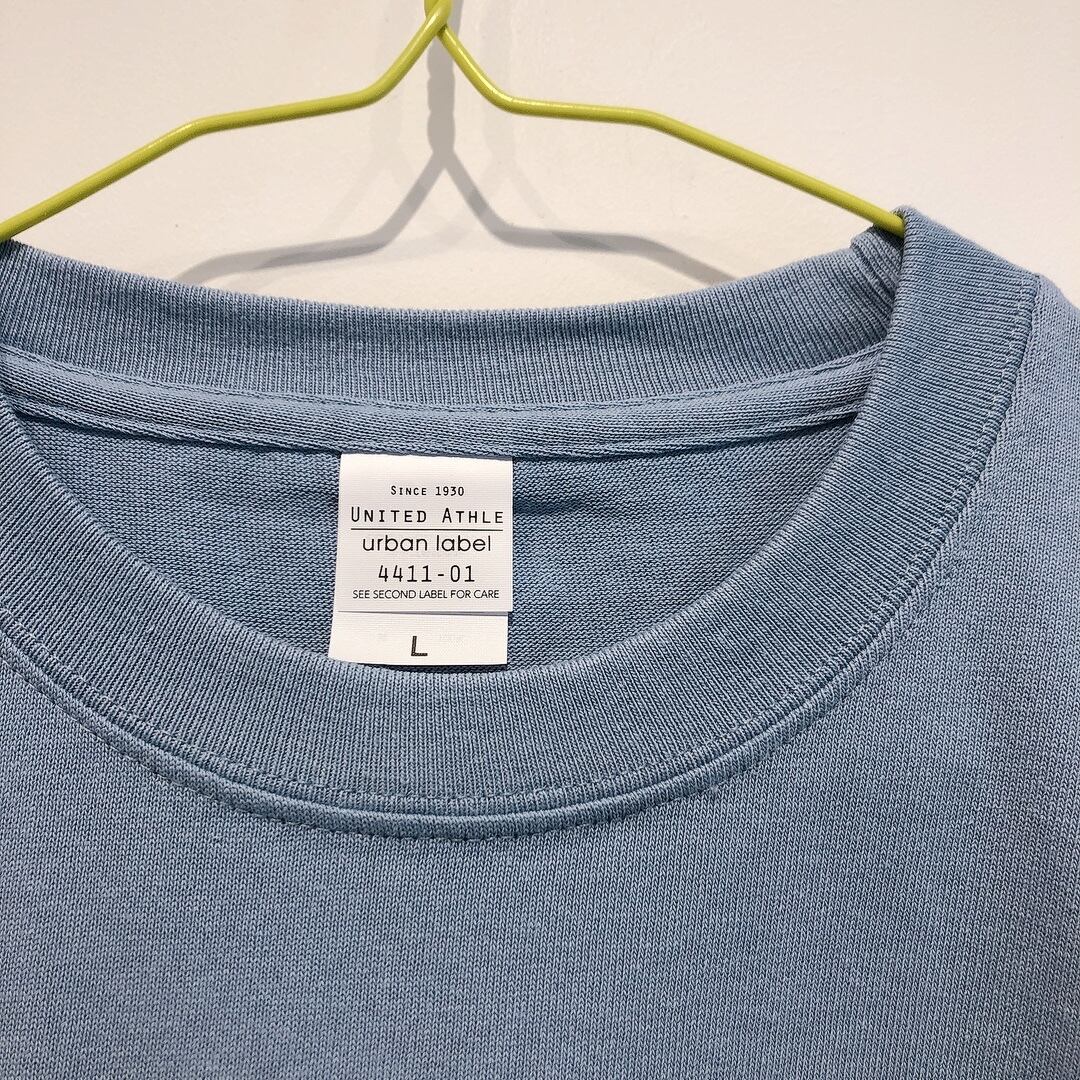 SINCE 1930
UNITED ATHLE
urban label
4411-01
SEE SECOND LABEL FOR CARE
L